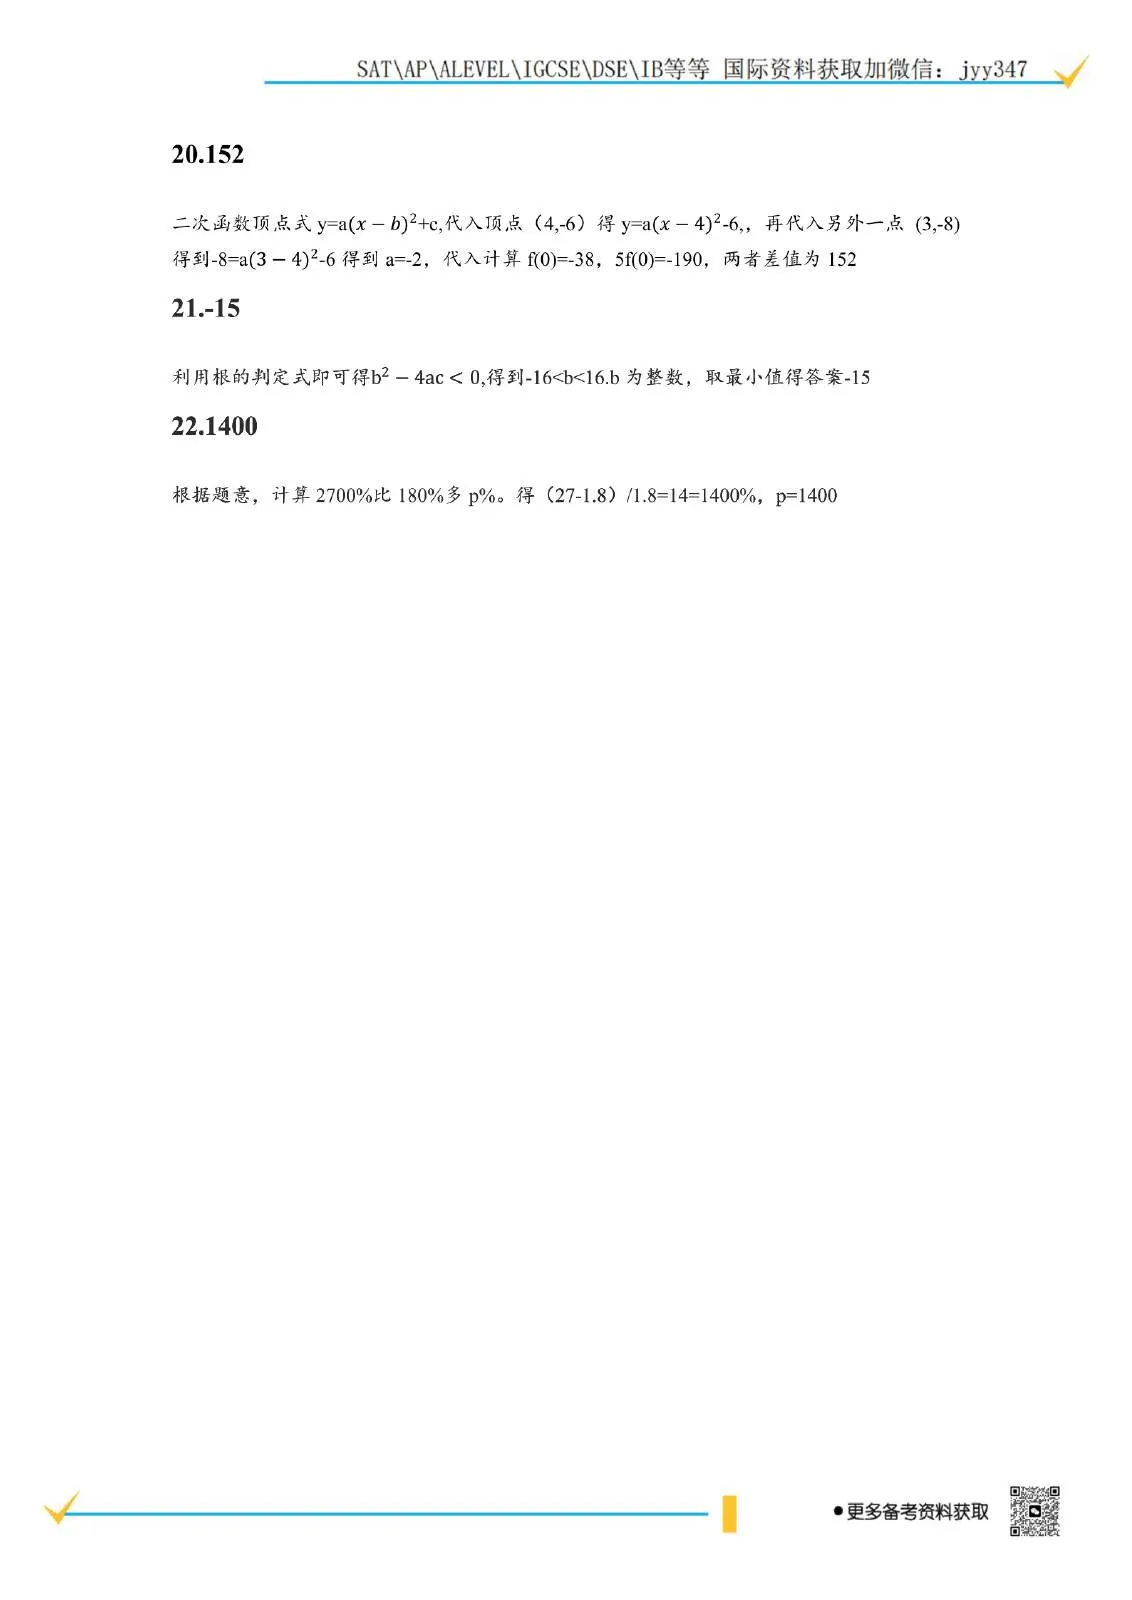 SAT\AP\ALEVEL\IGCSE\DSE\IB等等 国际资料获取加微信：jyy347
20.152
二次函数顶点式 y=a(x − b)²+c,代入顶点（4,-6）得 y=a(x − 4)²-6,，再代入另外一点 (3,-8)
得到-8=a(3 − 4)²-6 得到 a=-2，代入计算 f(0)=-38，5f(0)=-190，两者差值为 152
21.-15
利用根的判定式即可得b² − 4ac < 0,得到-16<b<16.b 为整数，取最小值得答案-15
22.1400
根据题意，计算 2700%比 180%多 p%。得（27-1.8）/1.8=14=1400%，p=1400
●更多备考资料获取